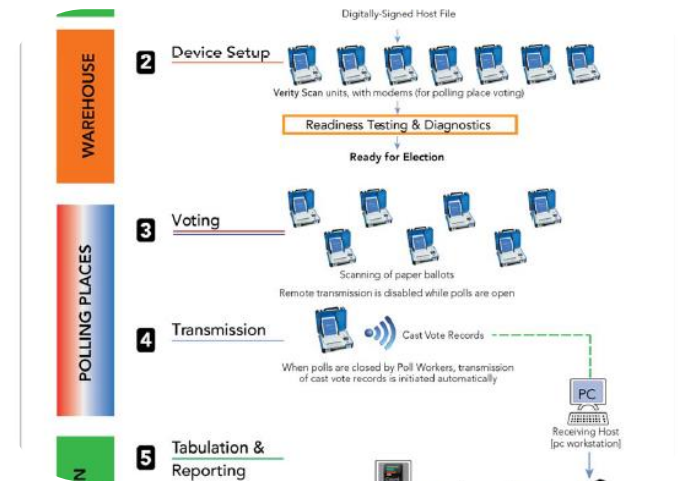 Digitally-Signed Host File
WAREHOUSE
2
Device Setup
Verity Scan units, with modems (for polling place voting)
Readiness Testing & Diagnostics
Ready for Election
POLLING PLACES
3
Voting
Scanning of paper ballots
Remote transmission is disabled while polls are open
4
Transmission
Cast Vote Records
When polls are closed by Poll Workers, transmission
of cast vote records is initiated automatically
PC
Receiving Host
[pc workstation]
5
Tabulation &
Reporting
N